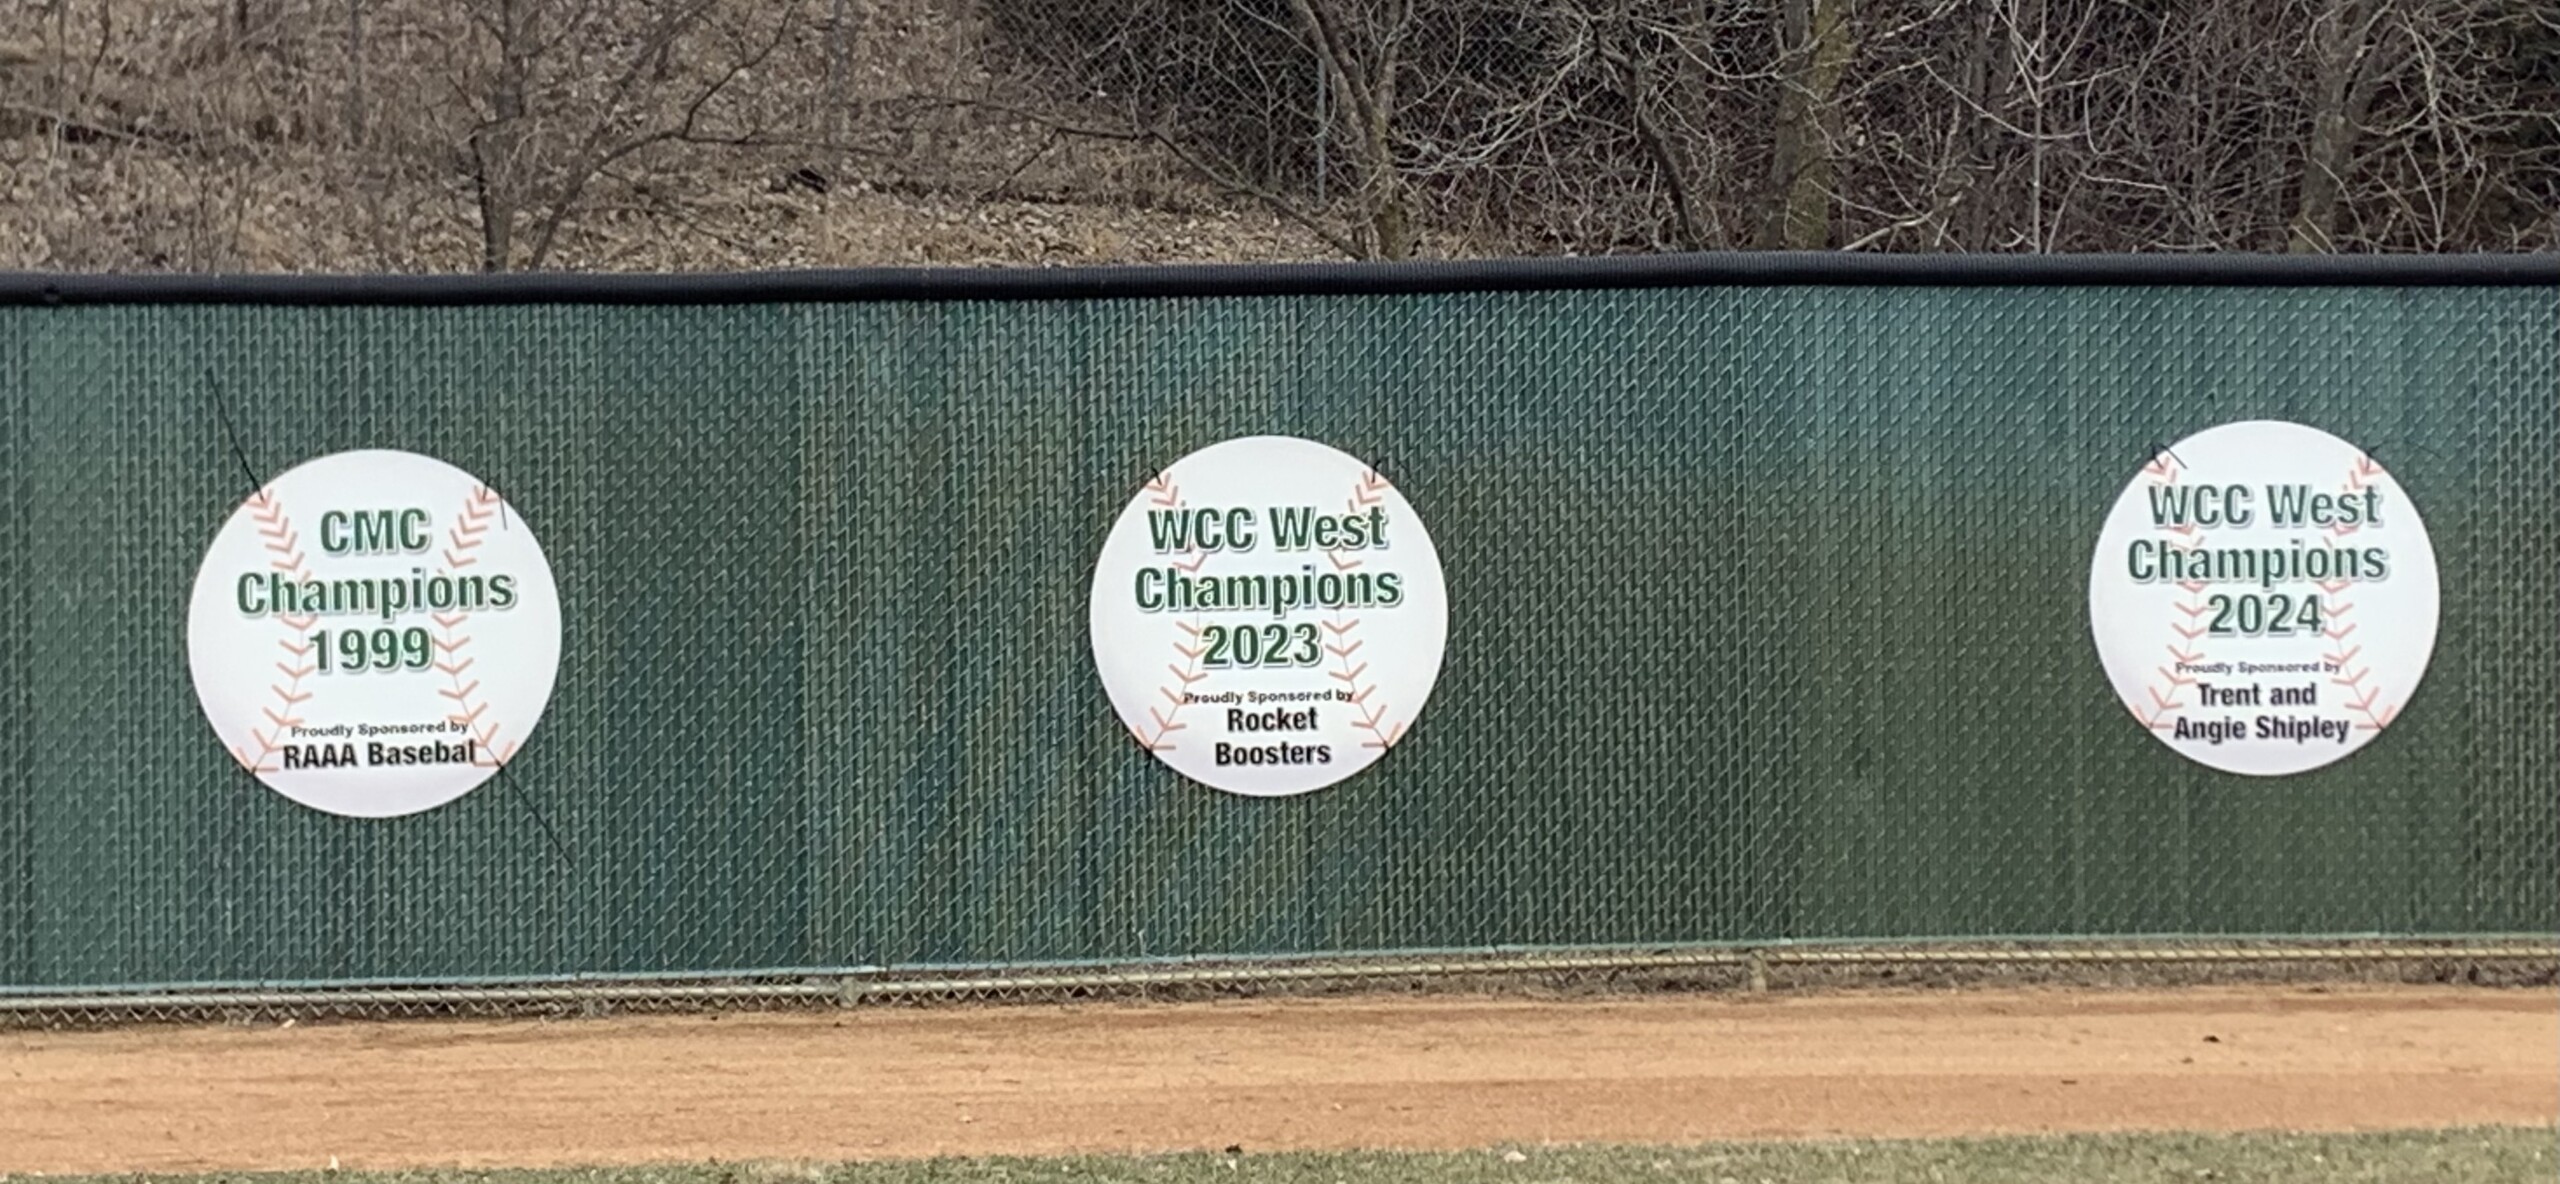 CMC
Champions
1999
Proudly Sponsored by
RAAA Basebal
WCC West
Champions
2023
Proudly Sponsored by
Rocket
Boosters
WCC West
Champions
2024
Proudly Sponsored by
Trent and
Angie Shipley